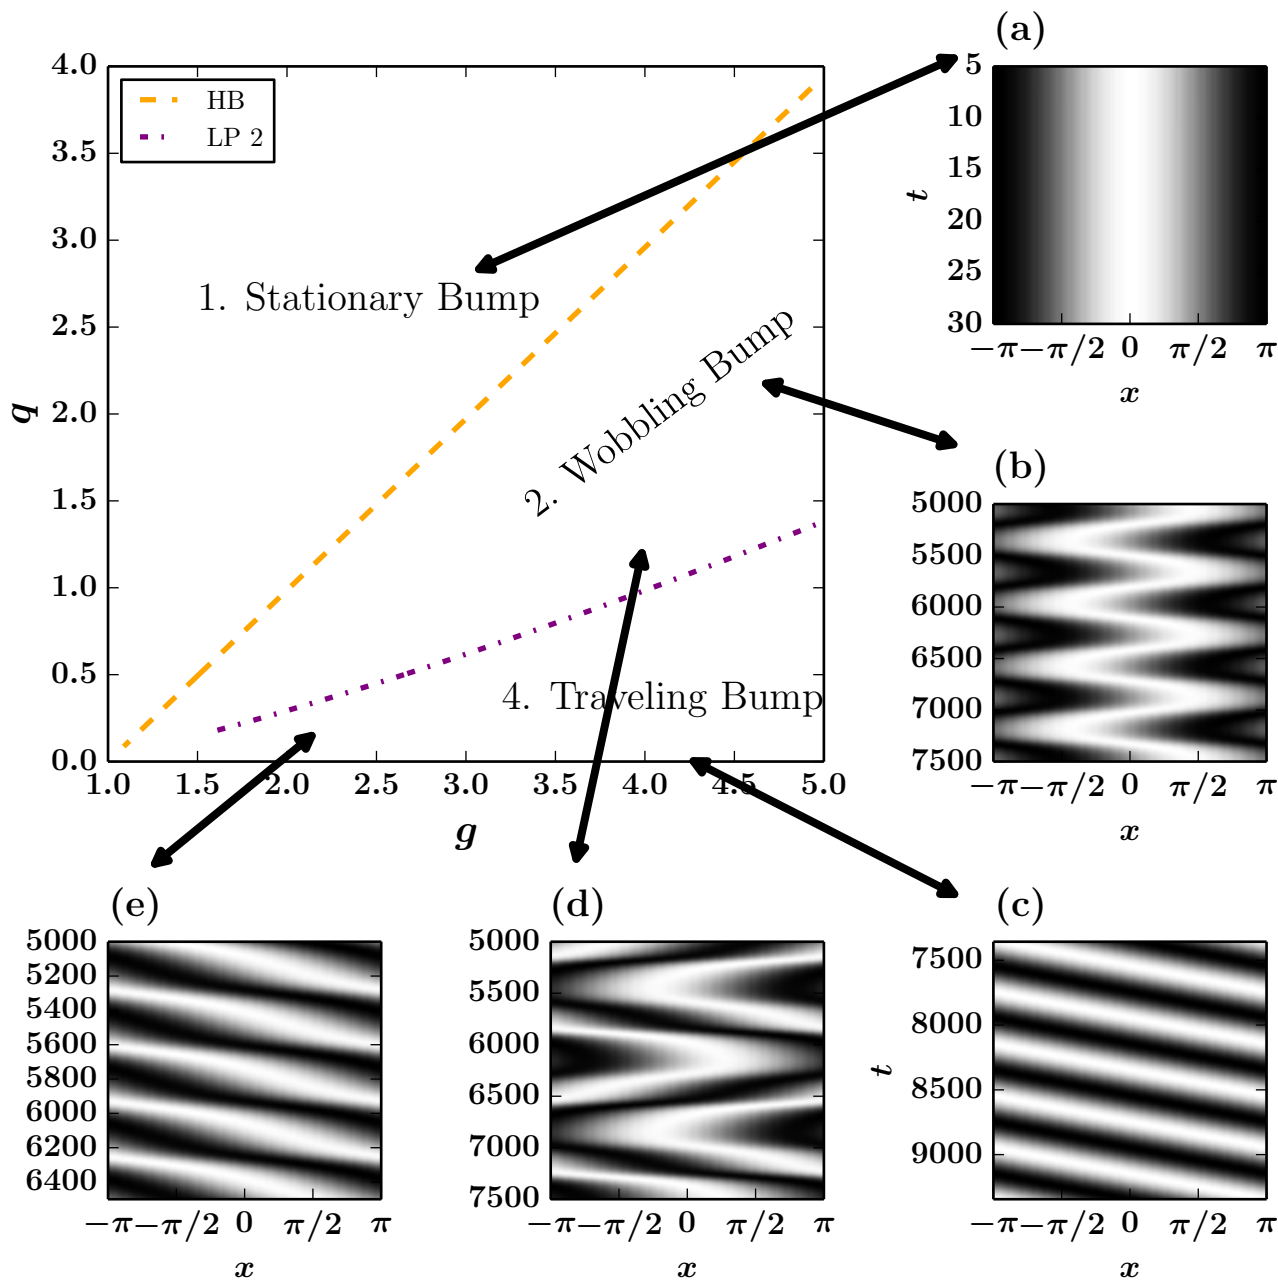 (a)
4.0
3.5
3.0
2.5
2.0
1.5
1.0
0.5
0.0
q
HB
LP 2
1. Stationary Bump
2. Wobbling Bump
4. Traveling Bump
1.0 1.5 2.0 2.5 3.0 3.5 4.0 4.5 5.0
g
5
10
15
20
25
30
t
−π −π/2 0 π/2 π
x
(b)
5000
5500
6000
6500
7000
7500
−π −π/2 0 π/2 π
x
(e)
5000
5200
5400
5600
5800
6000
6200
6400
−π −π/2 0 π/2 π
x
(d)
5000
5500
6000
6500
7000
7500
−π −π/2 0 π/2 π
x
(c)
7500
8000
8500
9000
t
−π −π/2 0 π/2 π
x